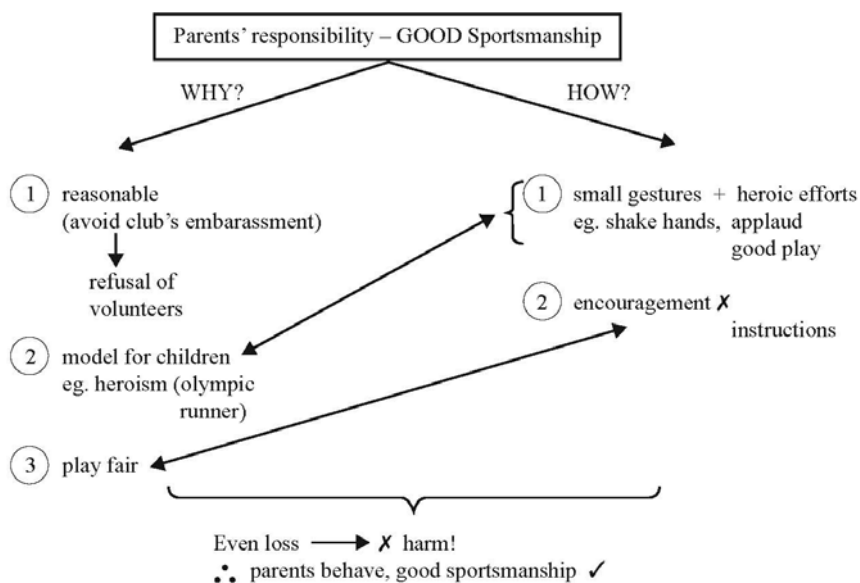 Parents' responsibility – GOOD Sportsmanship
WHY?
HOW?
1 reasonable
(avoid club's embarassment)
refusal of
volunteers
2 model for children
eg. heroism (olympic
runner)
3 play fair
1 small gestures + heroic efforts
eg. shake hands, applaud
good play
2 encouragement ✗
instructions
Even loss ⟶ ✗ harm!
∴ parents behave, good sportsmanship ✓